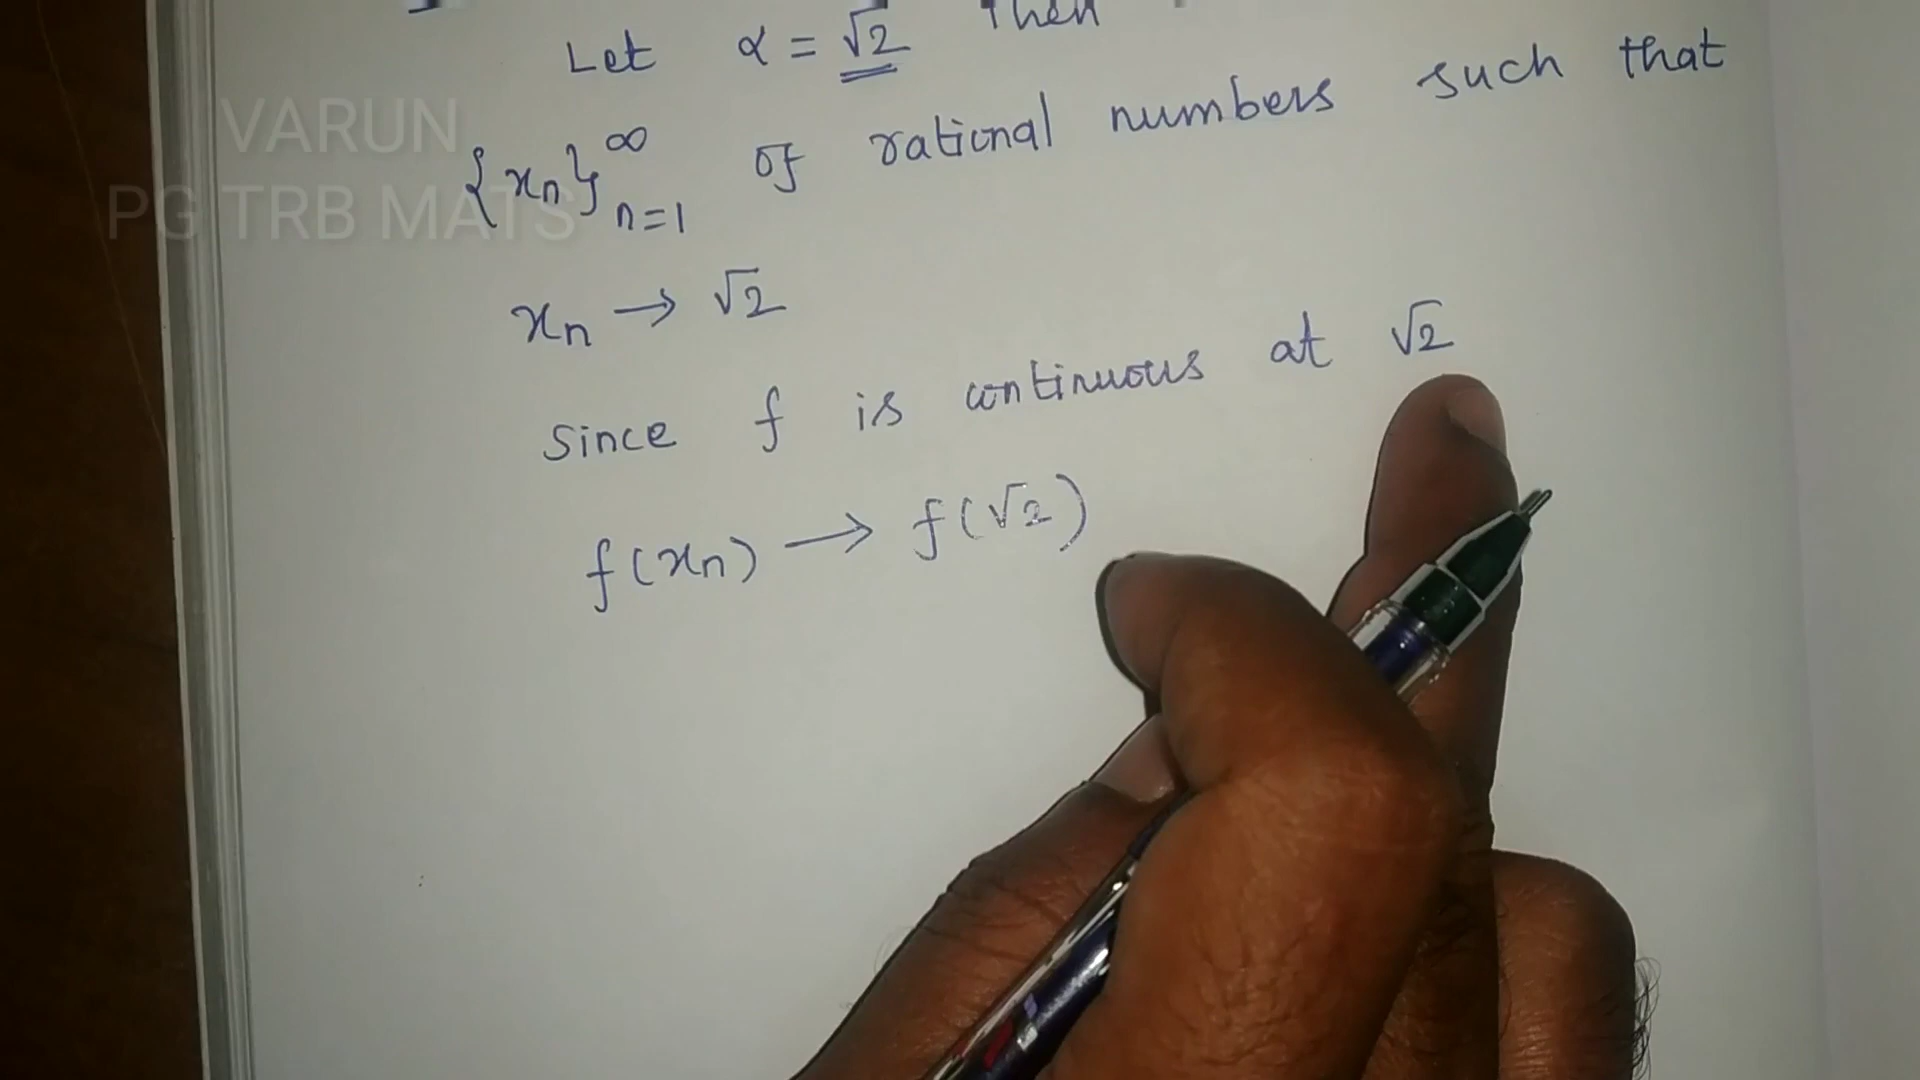 Let α = √2 Then
{xn}∞n=1 of rational numbers such that
xn → √2
Since f is continuous at √2
f(xn) → f(√2)
VARUN
PG TRB MATS